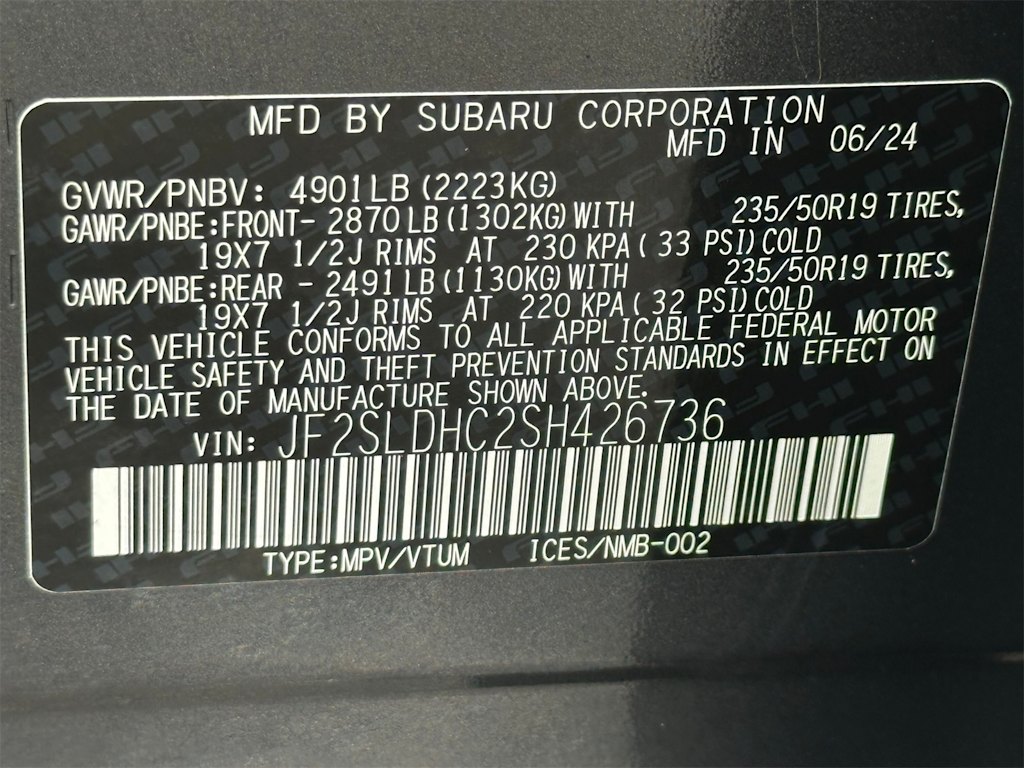 MFD BY SUBARU CORPORATION
MFD IN 06/24
GVWR/PNBV: 4901LB (2223KG)
GAWR/PNBE:FRONT- 2870LB (1302KG) WITH 235/50R19 TIRES,
19X7 1/2J RIMS AT 230 KPA ( 33 PSI) COLD
GAWR/PNBE:REAR - 2491LB (1130KG) WITH 235/50R19 TIRES,
19X7 1/2J RIMS AT 220 KPA ( 32 PSI) COLD
THIS VEHICLE CONFORMS TO ALL APPLICABLE FEDERAL MOTOR
VEHICLE SAFETY AND THEFT PREVENTION STANDARDS IN EFFECT ON
THE DATE OF MANUFACTURE SHOWN ABOVE.
VIN: JF2SLDHC2SH426736
TYPE:MPV/VTUM ICES/NMB-002